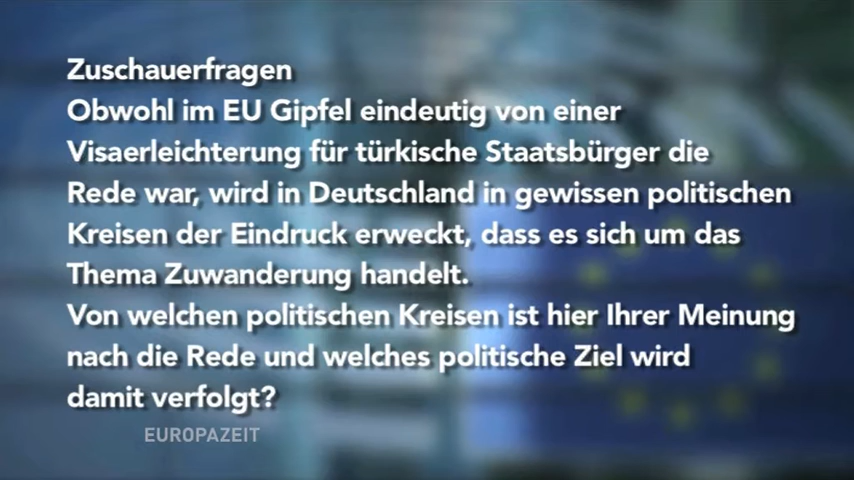 Zuschauerfragen
Obwohl im EU Gipfel eindeutig von einer
Visaerleichterung für türkische Staatsbürger die
Rede war, wird in Deutschland in gewissen politischen
Kreisen der Eindruck erweckt, dass es sich um das
Thema Zuwanderung handelt.
Von welchen politischen Kreisen ist hier Ihrer Meinung
nach die Rede und welches politische Ziel wird
damit verfolgt?
EUROPAZEIT